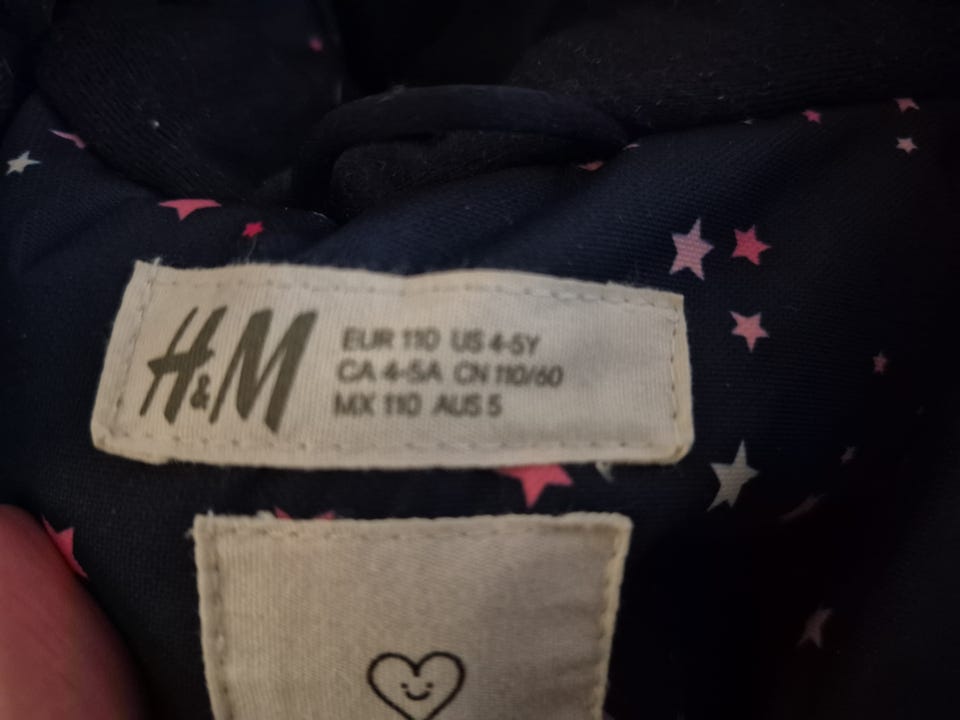 H&M
EUR 110 US 4-5Y
CA 4-5A CN 110/60
MX 110 AUS 5